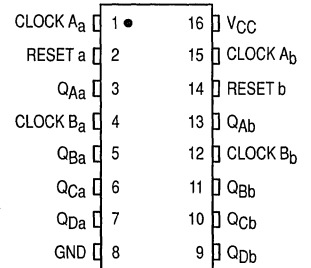 CLOCK Aa 1 16 VCC
RESET a 2 15 CLOCK Ab
QAa 3 14 RESET b
CLOCK Ba 4 13 QAb
QBa 5 12 CLOCK Bb
QCa 6 11 QBb
QDa 7 10 QCb
GND 8 9 QDb